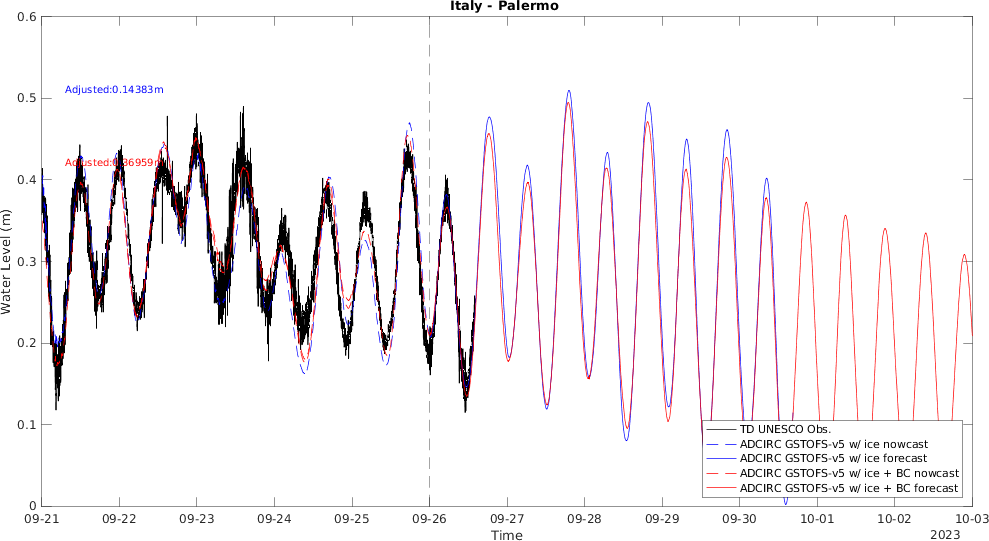 Italy - Palermo
Water Level (m)
0.6
0.5
0.4
0.3
0.2
0.1
0
Adjusted:0.14383m
Adjusted:
TD UNESCO Obs.
ADCIRC GSTOFS-v5 w/ ice nowcast
ADCIRC GSTOFS-v5 w/ ice forecast
ADCIRC GSTOFS-v5 w/ ice + BC nowcast
ADCIRC GSTOFS-v5 w/ ice + BC forecast
09-21 09-22 09-23 09-24 09-25 09-26 09-27 09-28 09-29 09-30 10-01 10-02 10-03
Time
2023